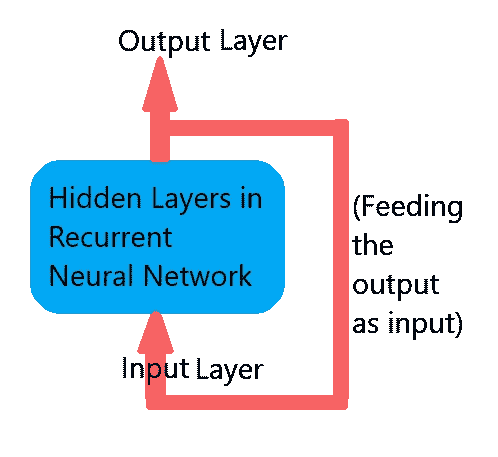 Output Layer
Hidden Layers in
Recurrent
Neural Network
(Feeding
the
output
as input)
Input Layer